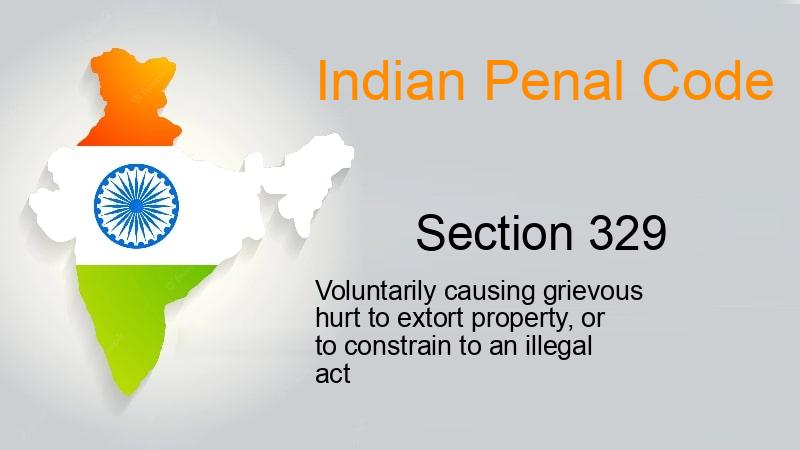 Indian Penal Code
Section 329
Voluntarily causing grievous
hurt to extort property, or
to constrain to an illegal
act